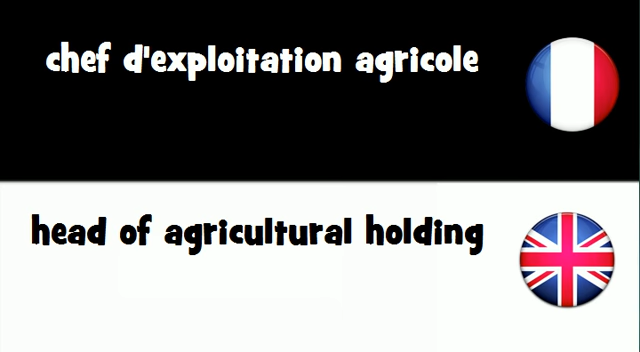 chef d'exploitation agricole
head of agricultural holding